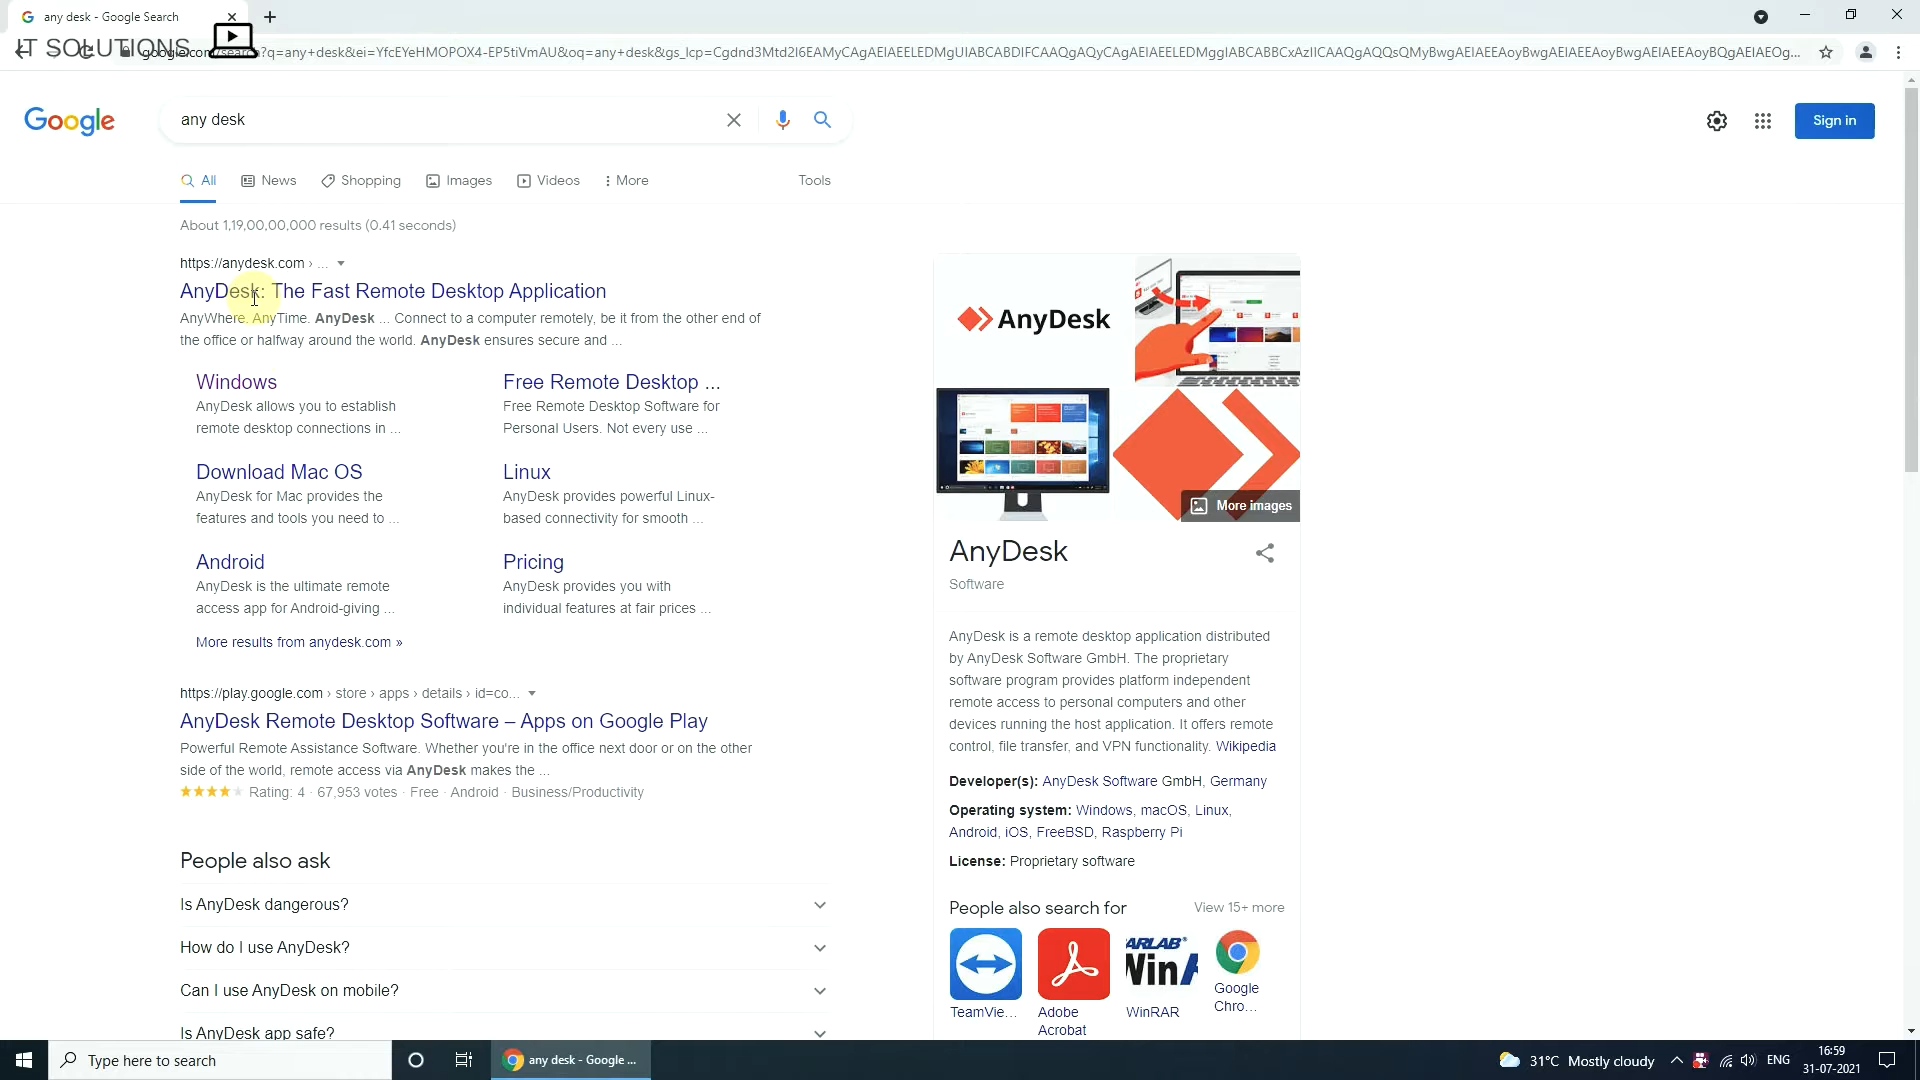 any desk - Google Search
IT SOLUTIONS
google.com/search?q=any+desk&ei=YfcEYeHMOPOX4-EP5tiVmAU&oq=any+desk&gs_lcp=Cgdnd3Mtd2l6EAMyCAgAEIAEELEDMgUIABCABDIFCAAQgAQyCAgAEIAEELEDMggIABCABBCxAzIICAAQgAQQsQMyBwgAEIAEEAoyBwgAEIAEEAoyBwgAEIAEEAoyBQgAEIAEOg...
Google
any desk
Sign in
All
News
Shopping
Images
Videos
More
Tools
About 1,19,00,00,000 results (0.41 seconds)
https://anydesk.com › ...
AnyDesk: The Fast Remote Desktop Application
AnyWhere. AnyTime. AnyDesk ... Connect to a computer remotely, be it from the other end of
the office or halfway around the world. AnyDesk ensures secure and ...
Windows
AnyDesk allows you to establish
remote desktop connections in ...
Free Remote Desktop ...
Free Remote Desktop Software for
Personal Users. Not every use ...
Download Mac OS
AnyDesk for Mac provides the
features and tools you need to ...
Linux
AnyDesk provides powerful Linux-
based connectivity for smooth ...
Android
AnyDesk is the ultimate remote
access app for Android-giving ...
Pricing
AnyDesk provides you with
individual features at fair prices ...
More results from anydesk.com »
https://play.google.com › store › apps › details › id=co...
AnyDesk Remote Desktop Software – Apps on Google Play
Powerful Remote Assistance Software. Whether you're in the office next door or on the other
side of the world, remote access via AnyDesk makes the ...
Rating: 4 · 67,953 votes · Free · Android · Business/Productivity
People also ask
Is AnyDesk dangerous?
How do I use AnyDesk?
Can I use AnyDesk on mobile?
Is AnyDesk app safe?
AnyDesk
More images
AnyDesk
Software
AnyDesk is a remote desktop application distributed
by AnyDesk Software GmbH. The proprietary
software program provides platform independent
remote access to personal computers and other
devices running the host application. It offers remote
control, file transfer, and VPN functionality. Wikipedia
Developer(s): AnyDesk Software GmbH, Germany
Operating system: Windows, macOS, Linux,
Android, iOS, FreeBSD, Raspberry Pi
License: Proprietary software
People also search for
View 15+ more
TeamVie...
Adobe
Acrobat
WinRAR
Google
Chro...
Type here to search
any desk - Google ...
31°C Mostly cloudy
ENG
16:59
31-07-2021